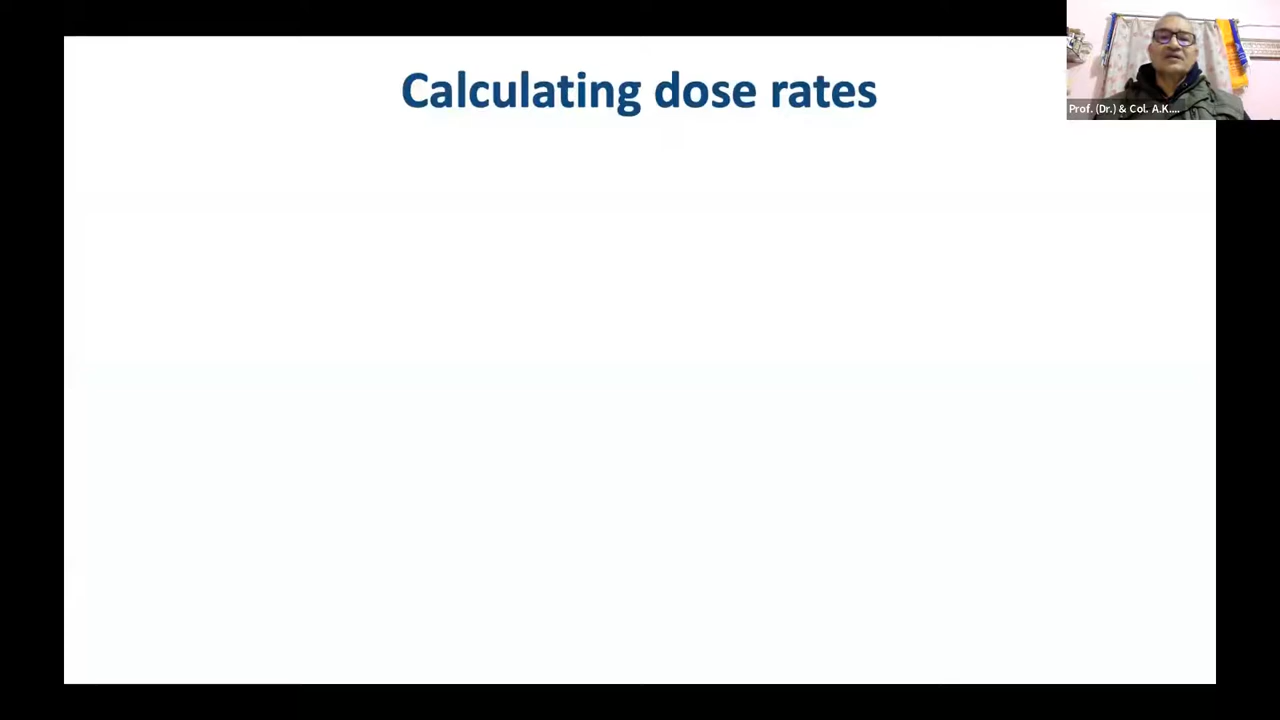 Calculating dose rates
Prof. (Dr.) & Col. A.K....